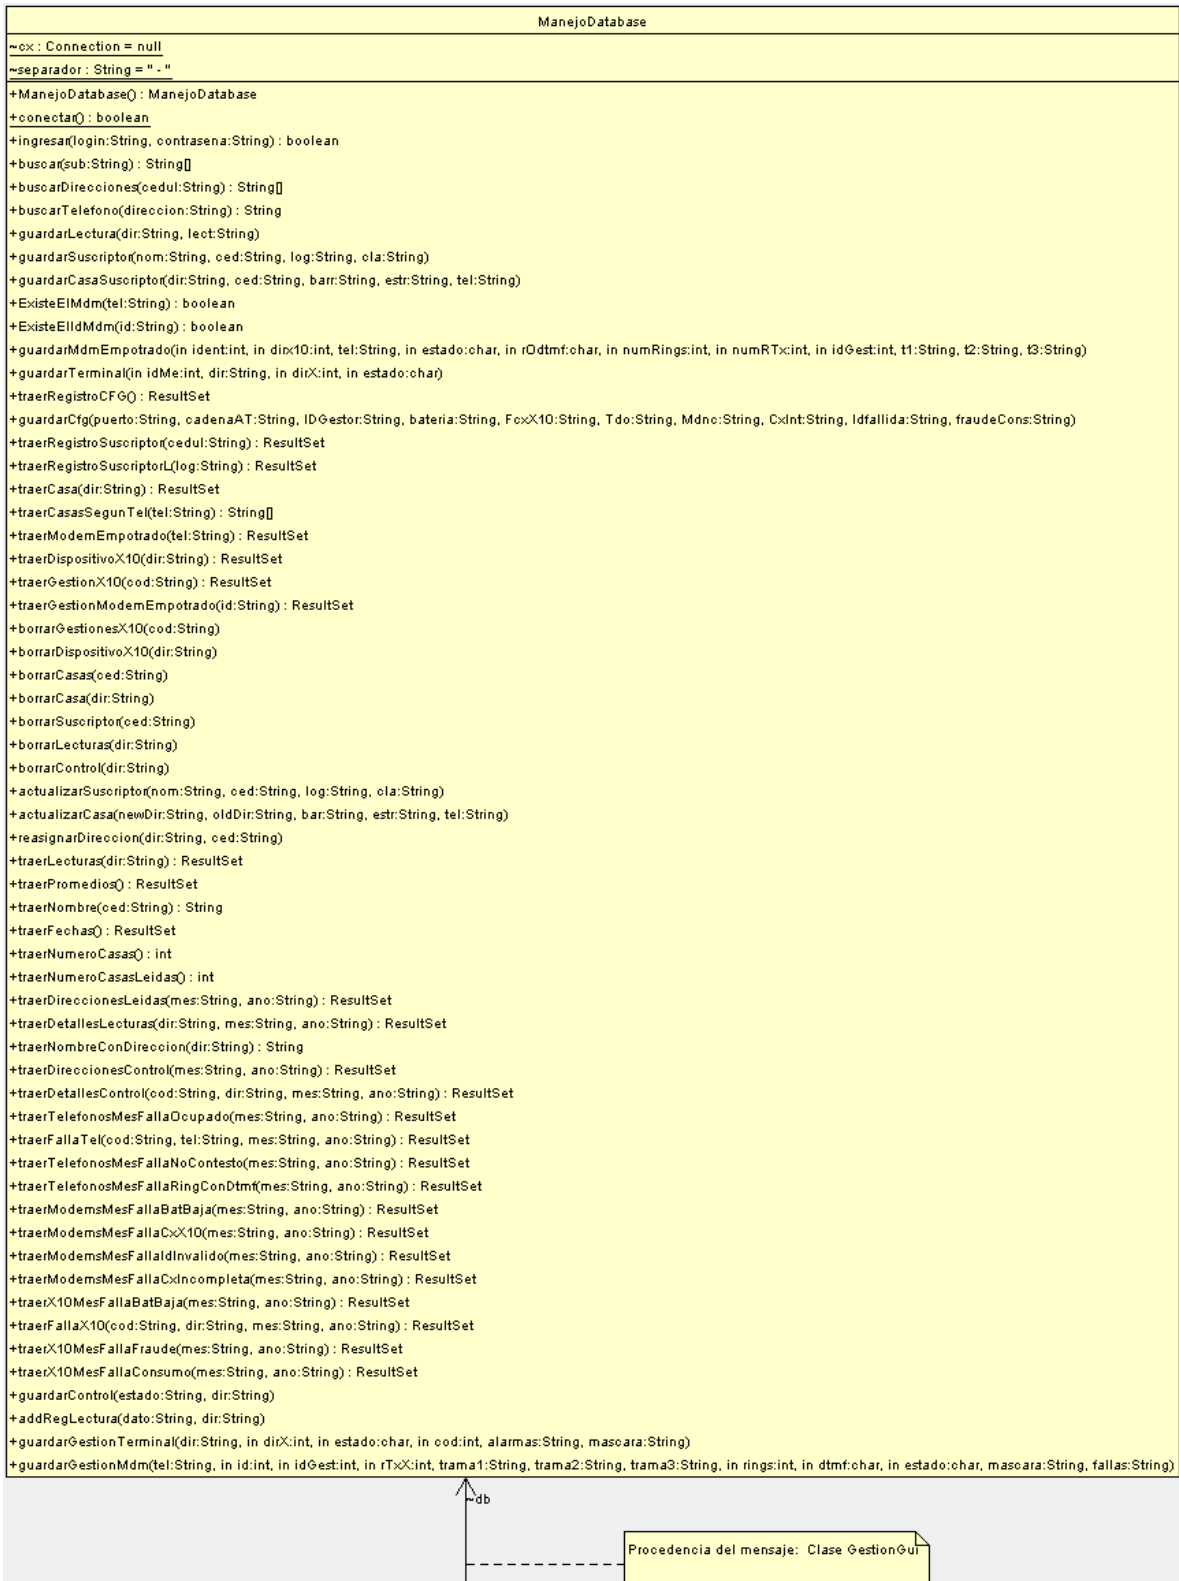 ManejoDatabase
~cx : Connection = null
~separador : String = " - "
+ManejoDatabase() : ManejoDatabase
+conectar() : boolean
+ingresar(login:String, contrasena:String) : boolean
+buscar(sub:String) : String[]
+buscarDirecciones(cedul:String) : String[]
+buscarTelefono(direccion:String) : String
+guardarLectura(dir:String, lect:String)
+guardarSuscriptor(nom:String, ced:String, log:String, cla:String)
+guardarCasaSuscriptor(dir:String, ced:String, barr:String, estr:String, tel:String)
+ExisteElMdm(tel:String) : boolean
+ExisteElIdMdm(id:String) : boolean
+guardarMdmEmpotrado(in ident:int, in dirx10:int, tel:String, in estado:char, in rOdtmf:char, in numRings:int, in numRTx:int, in idGest:int, t1:String, t2:String, t3:String)
+guardarTerminal(in idMe:int, dir:String, in dirX:int, in estado:char)
+traerRegistroCFG() : ResultSet
+guardarCfg(puerto:String, cadenaAT:String, IDGestor:String, bateria:String, FcxX10:String, Tdo:String, Mdnc:String, CxInt:String, Idfallida:String, fraudeCons:String)
+traerRegistroSuscriptor(cedul:String) : ResultSet
+traerRegistroSuscriptorL(log:String) : ResultSet
+traerCasa(dir:String) : ResultSet
+traerCasasSegunTel(tel:String) : String[]
+traerModemEmpotrado(tel:String) : ResultSet
+traerDispositivoX10(dir:String) : ResultSet
+traerGestionX10(cod:String) : ResultSet
+traerGestionModemEmpotrado(id:String) : ResultSet
+borrarGestionesX10(cod:String)
+borrarDispositivoX10(dir:String)
+borrarCasas(ced:String)
+borrarCasa(dir:String)
+borrarSuscriptor(ced:String)
+borrarLecturas(dir:String)
+borrarControl(dir:String)
+actualizarSuscriptor(nom:String, ced:String, log:String, cla:String)
+actualizarCasa(newDir:String, oldDir:String, bar:String, estr:String, tel:String)
+reasignarDireccion(dir:String, ced:String)
+traerLecturas(dir:String) : ResultSet
+traerPromedios() : ResultSet
+traerNombre(ced:String) : String
+traerFechas() : ResultSet
+traerNumeroCasas() : int
+traerNumeroCasasLeidas() : int
+traerDireccionesLeidas(mes:String, ano:String) : ResultSet
+traerDetallesLecturas(dir:String, mes:String, ano:String) : ResultSet
+traerNombreConDireccion(dir:String) : String
+traerDireccionesControl(mes:String, ano:String) : ResultSet
+traerDetallesControl(cod:String, dir:String, mes:String, ano:String) : ResultSet
+traerTelefonosMesFallaOcupado(mes:String, ano:String) : ResultSet
+traerFallaTel(cod:String, tel:String, mes:String, ano:String) : ResultSet
+traerTelefonosMesFallaNoContesto(mes:String, ano:String) : ResultSet
+traerTelefonosMesFallaRingConDtmf(mes:String, ano:String) : ResultSet
+traerModemsMesFallaBatBaja(mes:String, ano:String) : ResultSet
+traerModemsMesFallaCxX10(mes:String, ano:String) : ResultSet
+traerModemsMesFallaIdInvalido(mes:String, ano:String) : ResultSet
+traerModemsMesFallaCxIncompleta(mes:String, ano:String) : ResultSet
+traerX10MesFallaBatBaja(mes:String, ano:String) : ResultSet
+traerFallaX10(cod:String, dir:String, mes:String, ano:String) : ResultSet
+traerX10MesFallaFraude(mes:String, ano:String) : ResultSet
+traerX10MesFallaConsumo(mes:String, ano:String) : ResultSet
+guardarControl(estado:String, dir:String)
+addRegLectura(dato:String, dir:String)
+guardarGestionTerminal(dir:String, in dirX:int, in estado:char, in cod:int, alarmas:String, mascara:String)
+guardarGestionMdm(tel:String, in id:int, in idGest:int, in rTxX:int, trama1:String, trama2:String, trama3:String, in rings:int, in dtmf:char, in estado:char, mascara:String, fallas:String)
~db
Procedencia del mensaje: Clase GestionGui